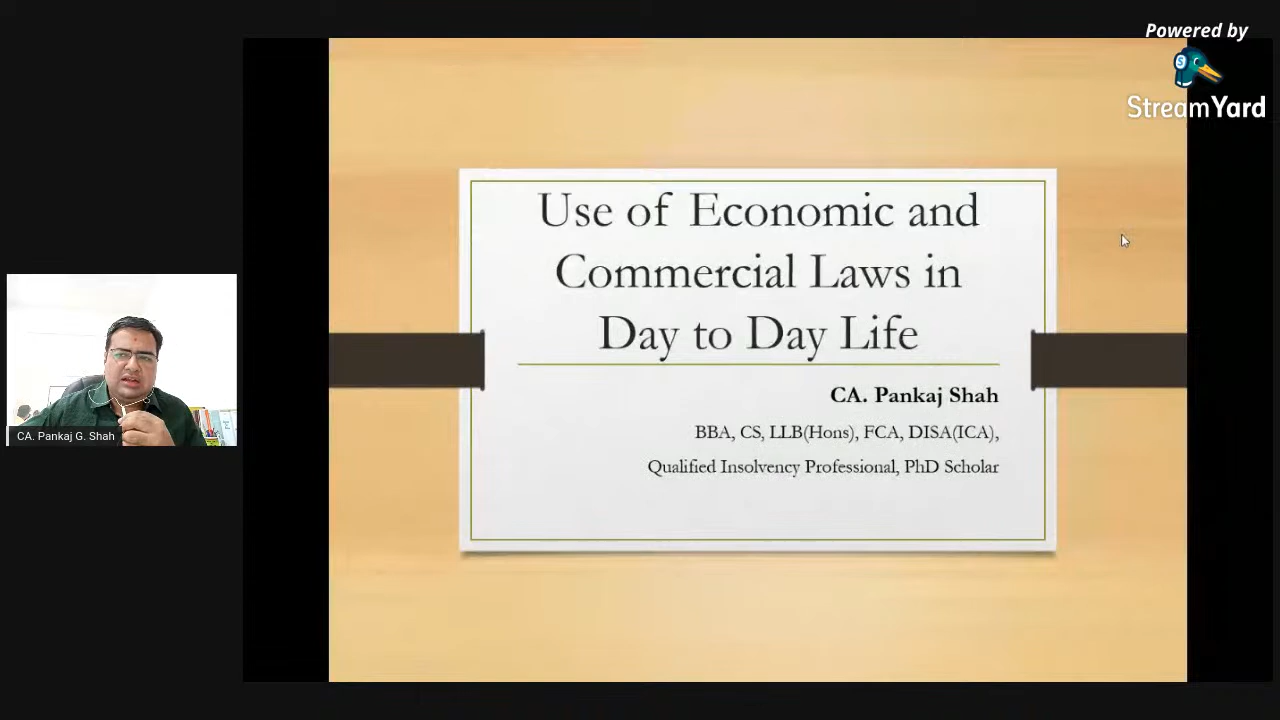 Powered by
StreamYard
Use of Economic and
Commercial Laws in
Day to Day Life
CA. Pankaj Shah
BBA, CS, LLB(Hons), FCA, DISA(ICA),
Qualified Insolvency Professional, PhD Scholar
CA. Pankaj G. Shah